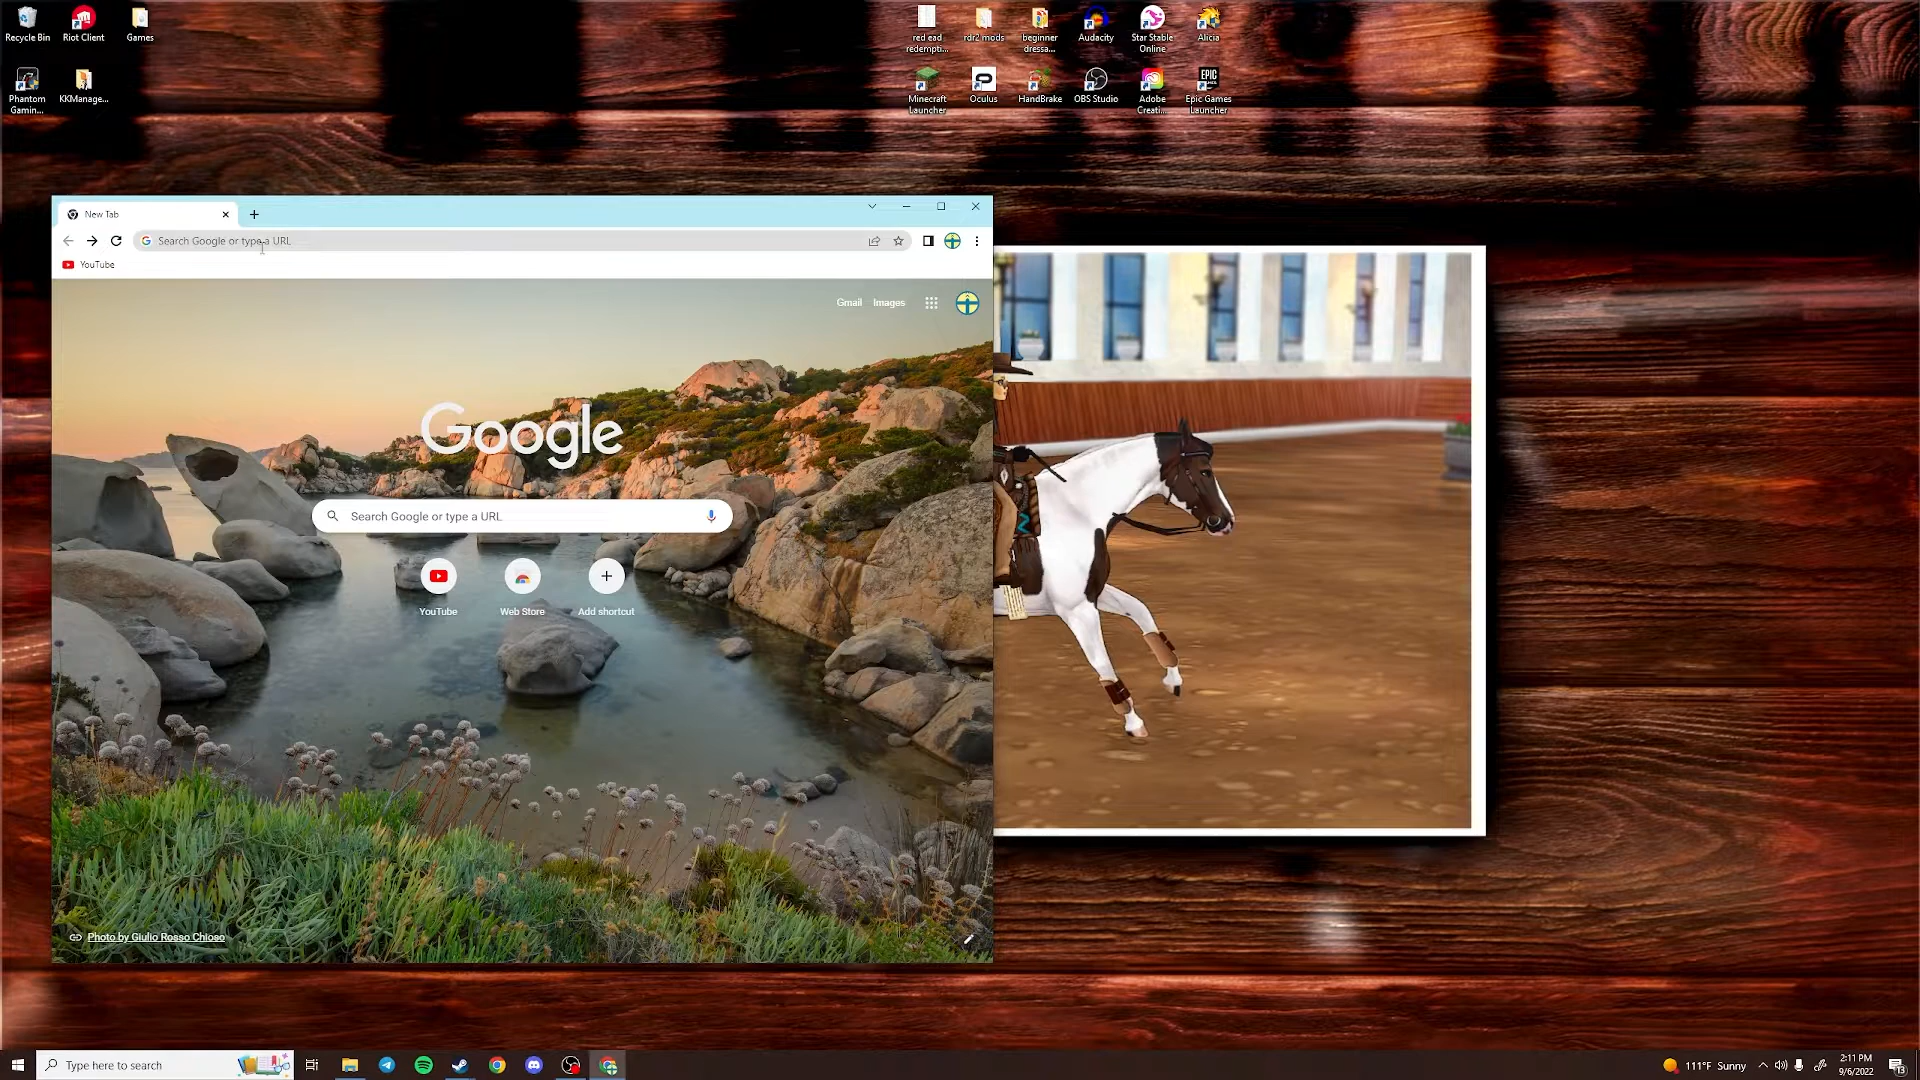 Recycle Bin
Riot Client
Games
Phantom
Gamin...
KKManage...
red ead
redempti...
rdr2 mods
beginner
dressa...
Audacity
Star Stable
Online
Alicia
Minecraft
Launcher
Oculus
HandBrake
OBS Studio
Adobe
Creati...
EPIC
GAMES
Epic Games
Launcher
New Tab
Search Google or type a URL
YouTube
Gmail Images
Google
Search Google or type a URL
YouTube
Web Store
Add shortcut
Photo by Giulio Rosso Chioso
Type here to search
111°F Sunny
2:11 PM
9/6/2022
13